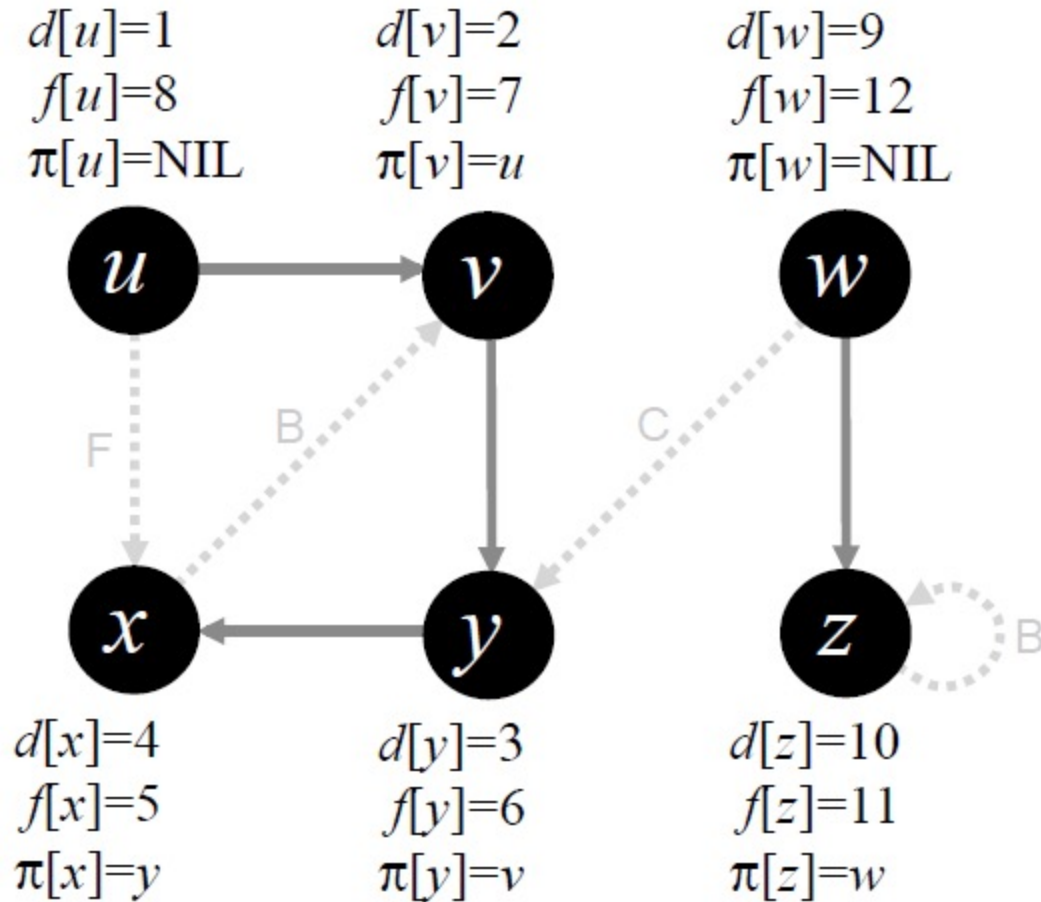 d[u]=1
f[u]=8
π[u]=NIL
d[v]=2
f[v]=7
π[v]=u
d[w]=9
f[w]=12
π[w]=NIL
u
v
w
F
B
C
x
y
z
B
d[x]=4
f[x]=5
π[x]=y
d[y]=3
f[y]=6
π[y]=v
d[z]=10
f[z]=11
π[z]=w